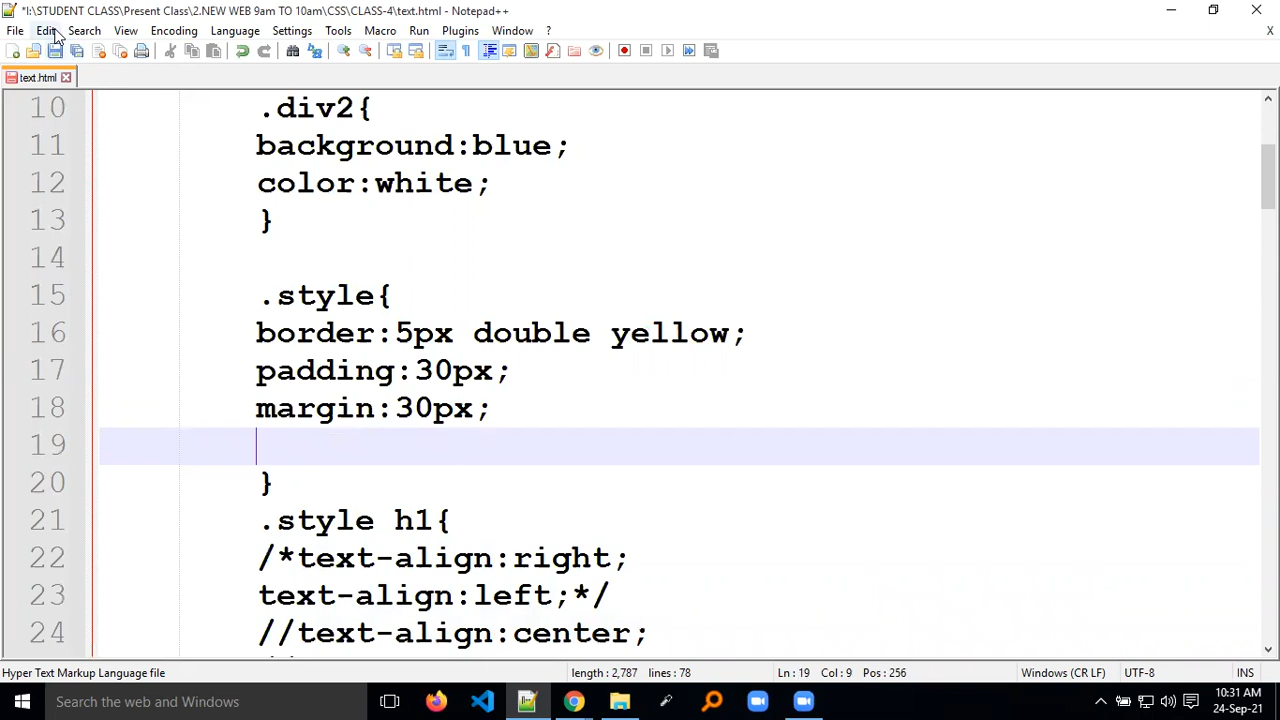 *I:\STUDENT CLASS\Present Class\2.NEW WEB 9am TO 10am\CSS\CLASS-4\text.html - Notepad++
File Edit Search View Encoding Language Settings Tools Macro Run Plugins Window ? X
text.html
10 .div2{
11 background:blue;
12 color:white;
13 }
14
15 .style{
16 border:5px double yellow;
17 padding:30px;
18 margin:30px;
19
20 }
21 .style h1{
22 /*text-align:right;
23 text-align:left;*/
24 //text-align:center;
Hyper Text Markup Language file length : 2,787 lines : 78 Ln : 19 Col : 9 Pos : 256 Windows (CR LF) UTF-8 INS
Search the web and Windows
10:31 AM
24-Sep-21